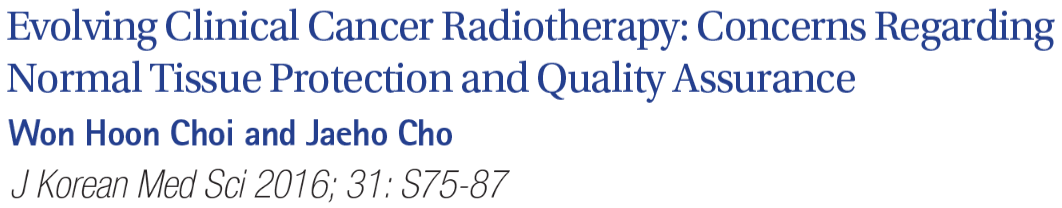 Evolving Clinical Cancer Radiotherapy: Concerns Regarding
Normal Tissue Protection and Quality Assurance
Won Hoon Choi and Jaeho Cho
J Korean Med Sci 2016; 31: S75-87